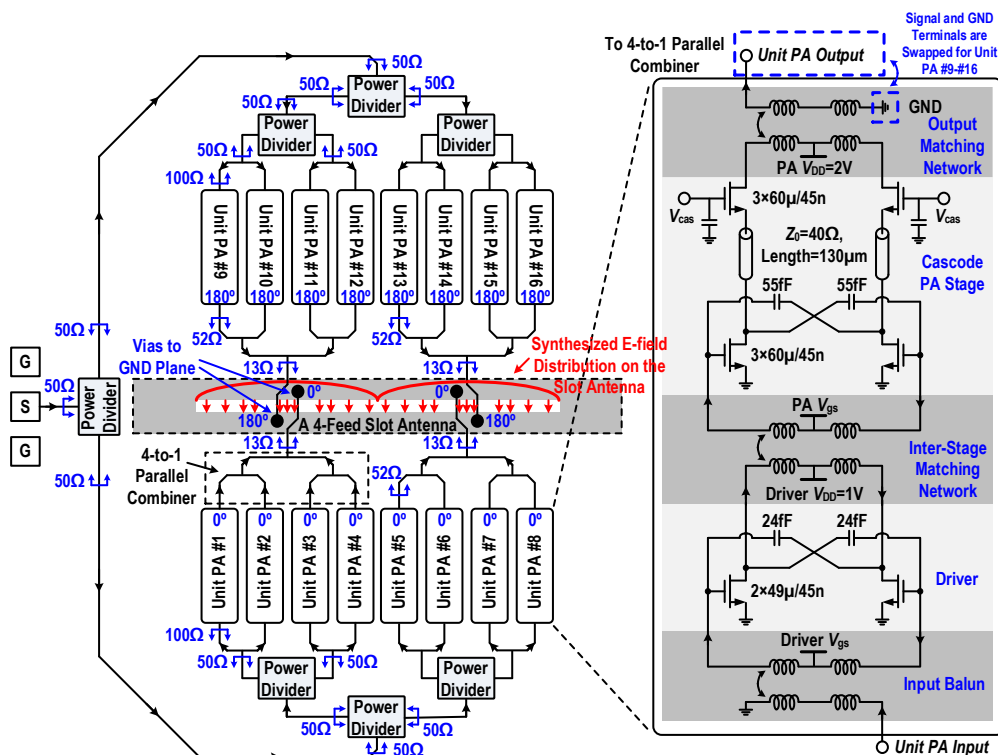 50Ω
Power
Divider
50Ω
50Ω
50Ω
Power
Divider
Power
Divider
50Ω
50Ω
100Ω
Unit PA #9
Unit PA #10
Unit PA #11
Unit PA #12
Unit PA #13
Unit PA #14
Unit PA #15
Unit PA #16
180º
180º
180º
180º
180º
180º
180º
180º
52Ω
52Ω
50Ω
Vias to
GND Plane
13Ω
13Ω
Synthesized E-field
Distribution on the
Slot Antenna
G
S
G
50Ω
Power
Divider
0º
0º
180º
180º
A 4-Feed Slot Antenna
13Ω
13Ω
50Ω
4-to-1
Parallel
Combiner
52Ω
0º
0º
0º
0º
0º
0º
0º
0º
Unit PA #1
Unit PA #2
Unit PA #3
Unit PA #4
Unit PA #5
Unit PA #6
Unit PA #7
Unit PA #8
100Ω
50Ω
50Ω
Power
Divider
Power
Divider
50Ω
Power
Divider
50Ω
50Ω
To 4-to-1 Parallel
Combiner
Unit PA Output
Signal and GND
Terminals are
Swapped for Unit
PA #9-#16
GND
Output
Matching
Network
PA VDD=2V
3×60μ/45n
Vcas
Vcas
Z0=40Ω,
Length=130μm
Cascode
PA Stage
55fF
55fF
3×60μ/45n
PA Vgs
Inter-Stage
Matching
Network
Driver VDD=1V
24fF
24fF
Driver
2×49μ/45n
Driver Vgs
Input Balun
Unit PA Input